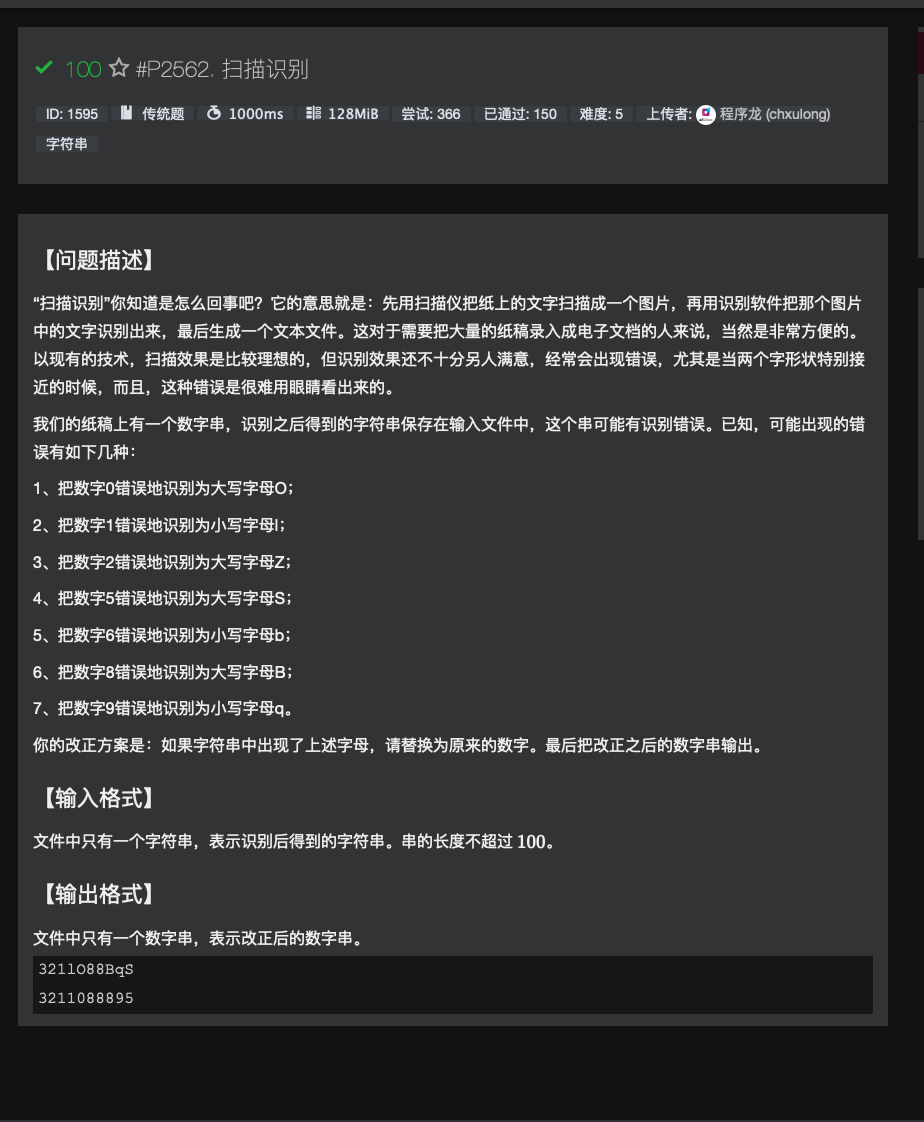 100 #P2562. 扫描识别
ID: 1595 传统题 1000ms 128MiB 尝试: 366 已通过: 150 难度: 5 上传者: 程序龙 (chxulong)
字符串
【问题描述】
“扫描识别”你知道是怎么回事吧？它的意思就是：先用扫描仪把纸上的文字扫描成一个图片，再用识别软件把那个图片
中的文字识别出来，最后生成一个文本文件。这对于需要把大量的纸稿录入成电子文档的人来说，当然是非常方便的。
以现有的技术，扫描效果是比较理想的，但识别效果还不十分另人满意，经常会出现错误，尤其是当两个字形状特别接
近的时候，而且，这种错误是很难用眼睛看出来的。
我们的纸稿上有一个数字串，识别之后得到的字符串保存在输入文件中，这个串可能有识别错误。已知，可能出现的错
误有如下几种：
1、把数字0错误地识别为大写字母O；
2、把数字1错误地识别为小写字母l；
3、把数字2错误地识别为大写字母Z；
4、把数字5错误地识别为大写字母S；
5、把数字6错误地识别为小写字母b；
6、把数字8错误地识别为大写字母B；
7、把数字9错误地识别为小写字母q。
你的改正方案是：如果字符串中出现了上述字母，请替换为原来的数字。最后把改正之后的数字串输出。
【输入格式】
文件中只有一个字符串，表示识别后得到的字符串。串的长度不超过 100。
【输出格式】
文件中只有一个数字串，表示改正后的数字串。
321lO88BqS
3211088895